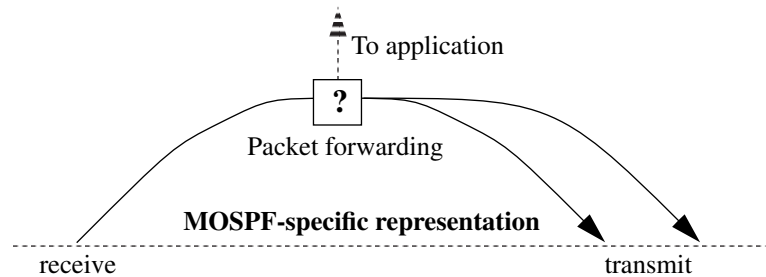 To application
?
Packet forwarding
MOSPF-specific representation
receive
transmit